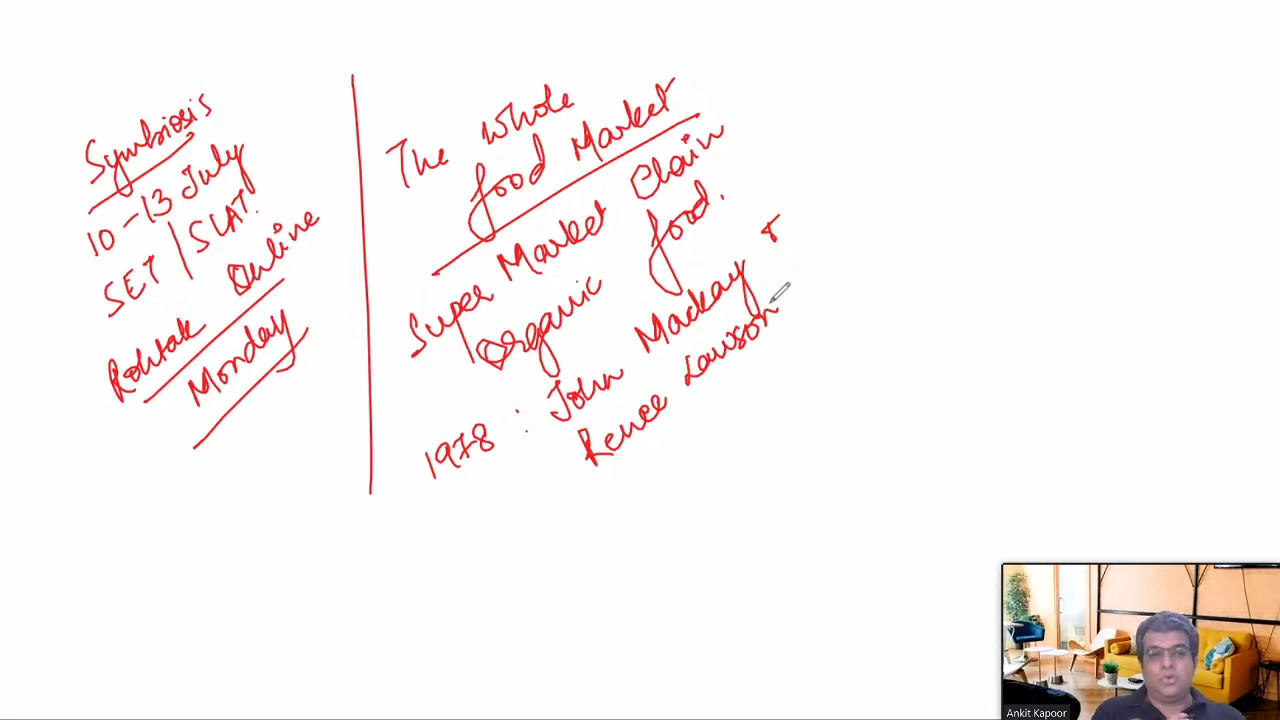 Symbiosis
10-13 July
SET/SLAT.
Online
Rohtak
Monday
The Whole
food Market
Super Market Chain
Organic food.
1978 : John Mackay &
Renee Lawson
Ankit Kapoor